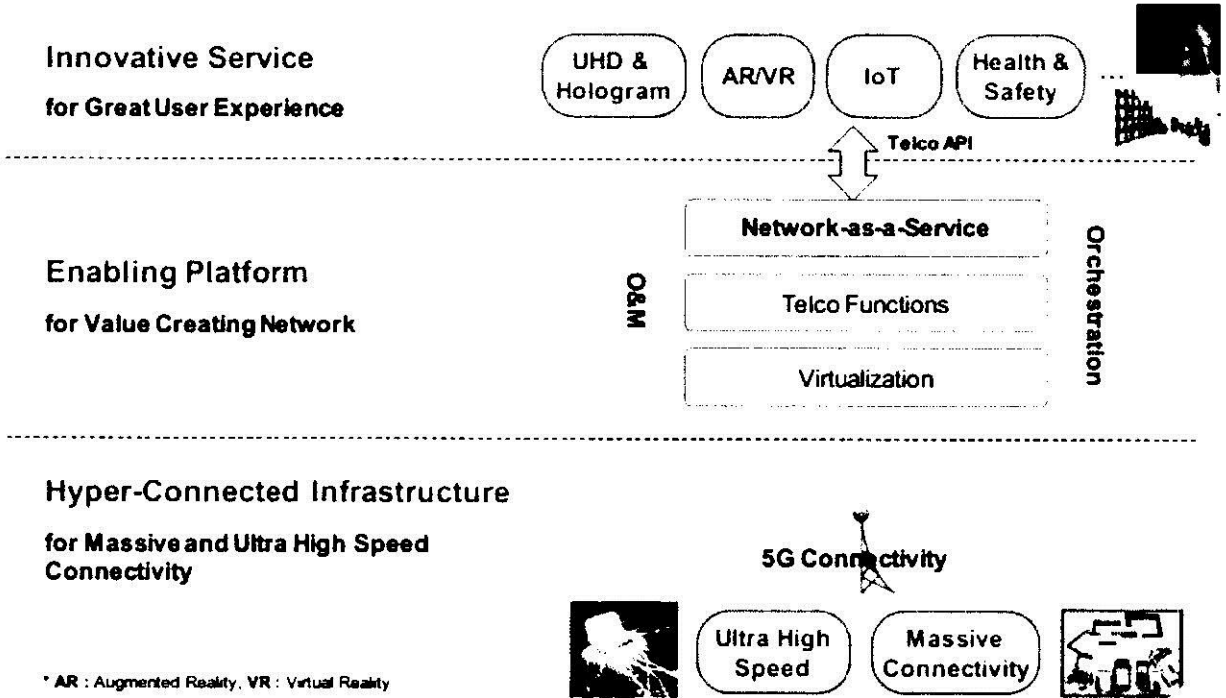 Innovative Service
for Great User Experience
UHD &
Hologram
AR/VR
IoT
Health &
Safety
...
Telco API
Enabling Platform
for Value Creating Network
O&M
Network-as-a-Service
Telco Functions
Virtualization
Orchestration
Hyper-Connected Infrastructure
for Massive and Ultra High Speed
Connectivity
5G Connectivity
Ultra High
Speed
Massive
Connectivity
* AR : Augmented Reality, VR : Virtual Reality